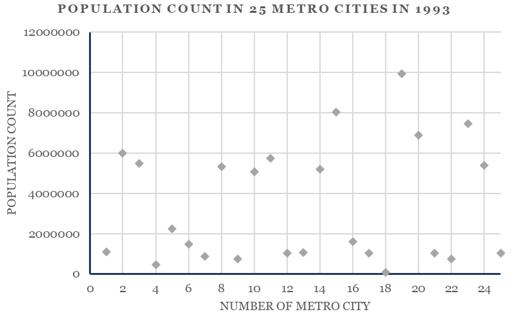 POPULATION COUNT IN 25 METRO CITIES IN 1993
12000000
10000000
8000000
6000000
4000000
2000000
0
POPULATION COUNT
0 2 4 6 8 10 12 14 16 18 20 22 24
NUMBER OF METRO CITY